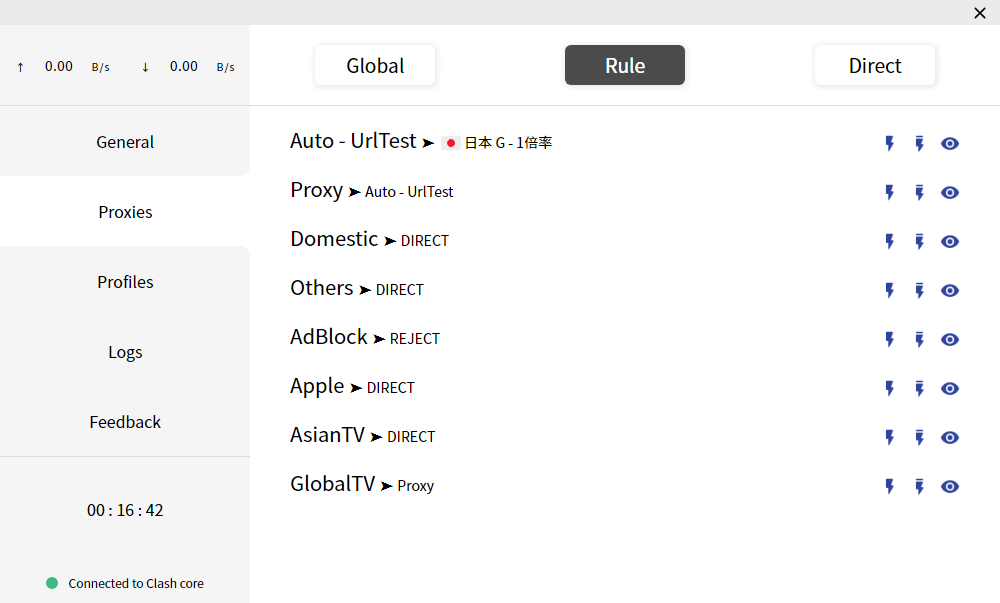 ↑ 0.00 B/s ↓ 0.00 B/s
Global Rule Direct
General
Proxies
Profiles
Logs
Feedback
00 : 16 : 42
Connected to Clash core
Auto - UrlTest ➤ 🇯🇵 日本 G - 1倍率
Proxy ➤ Auto - UrlTest
Domestic ➤ DIRECT
Others ➤ DIRECT
AdBlock ➤ REJECT
Apple ➤ DIRECT
AsianTV ➤ DIRECT
GlobalTV ➤ Proxy